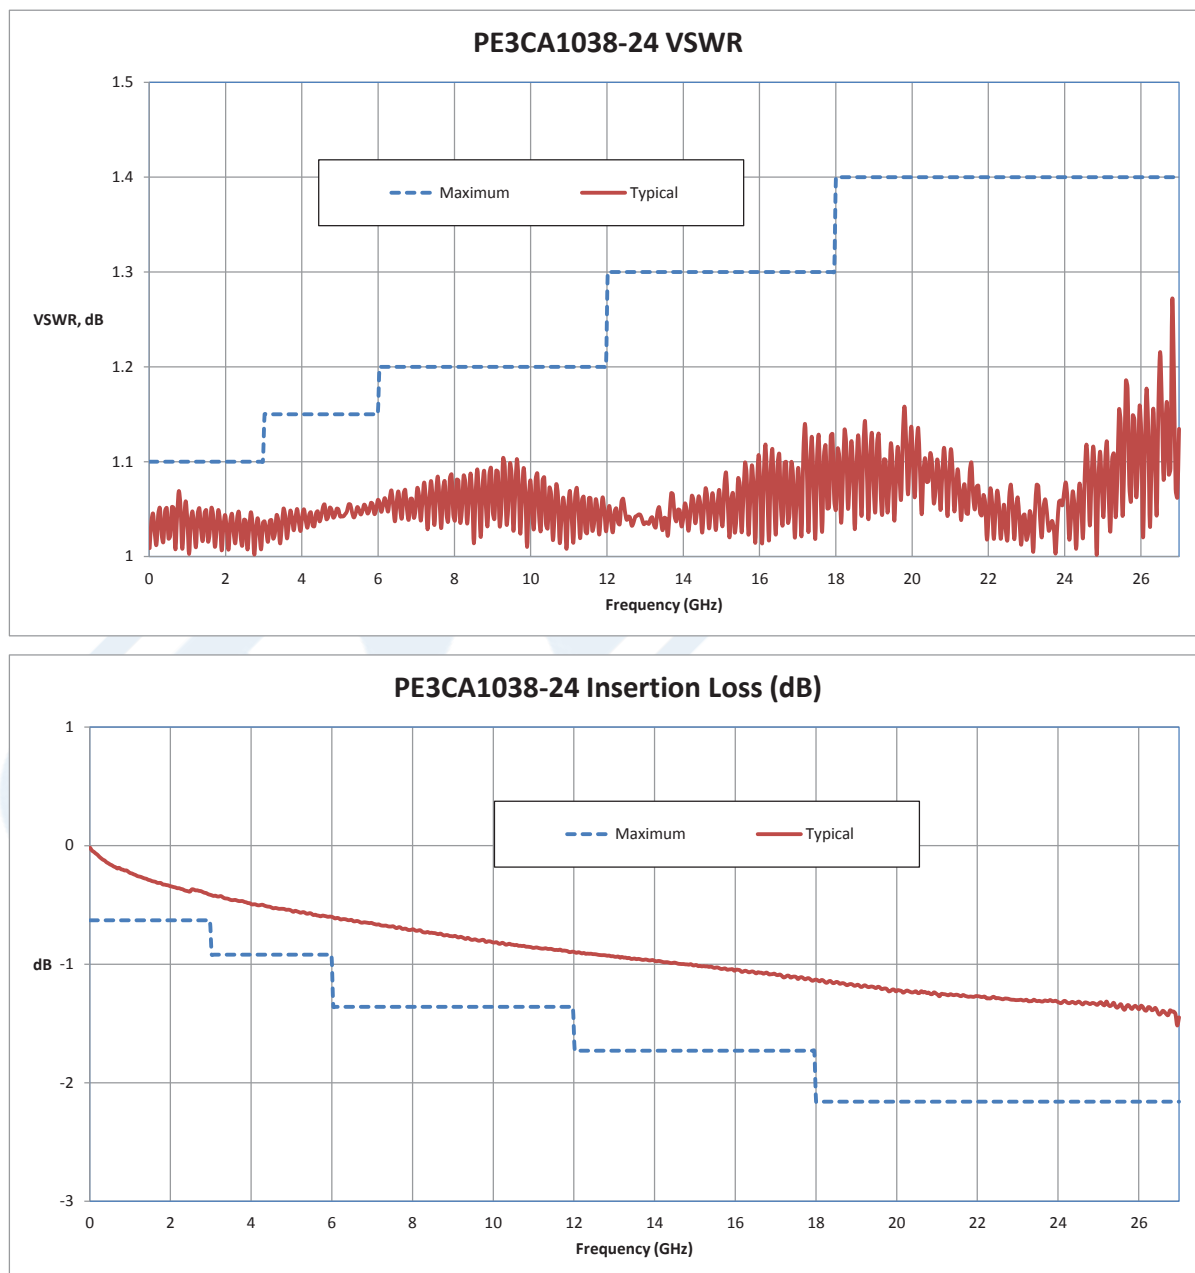 PE3CA1038-24 VSWR
1.5
1.4
1.3
1.2
1.1
1
VSWR, dB
Maximum
Typical
0 2 4 6 8 10 12 14 16 18 20 22 24 26
Frequency (GHz)
PE3CA1038-24 Insertion Loss (dB)
1
0
-1
-2
-3
dB
Maximum
Typical
0 2 4 6 8 10 12 14 16 18 20 22 24 26
Frequency (GHz)